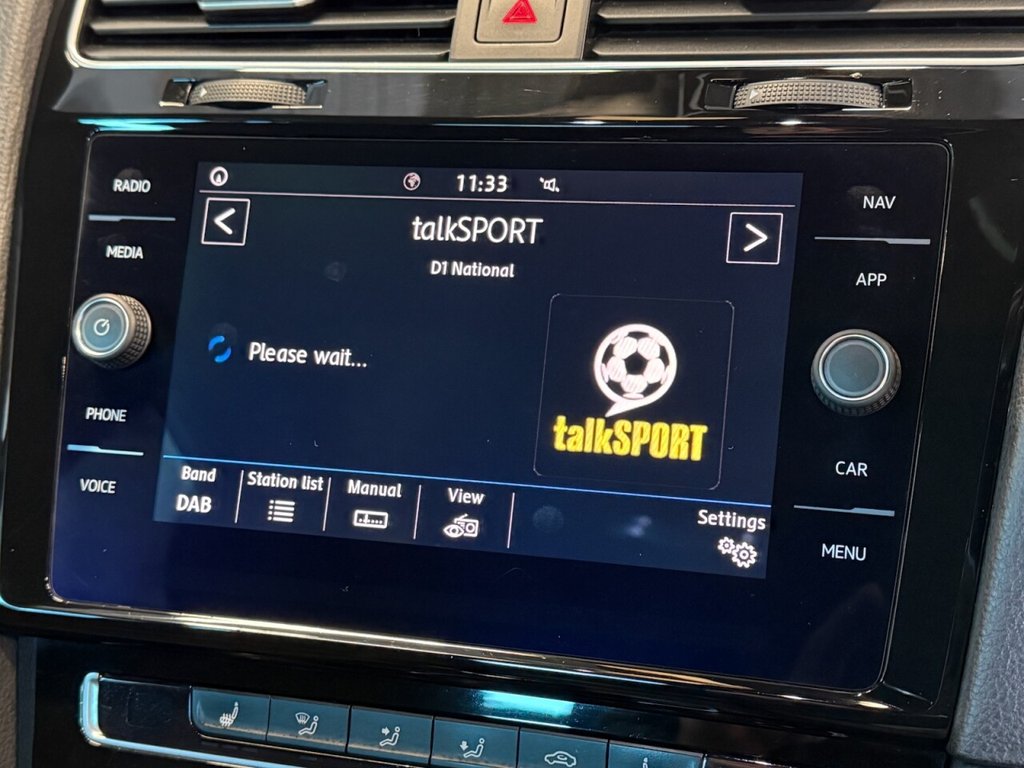 11:33
RADIO
MEDIA
PHONE
VOICE
<
talkSPORT
>
D1 National
Please wait...
talkSPORT
Band
DAB
Station list
Manual
View
Settings
NAV
APP
CAR
MENU